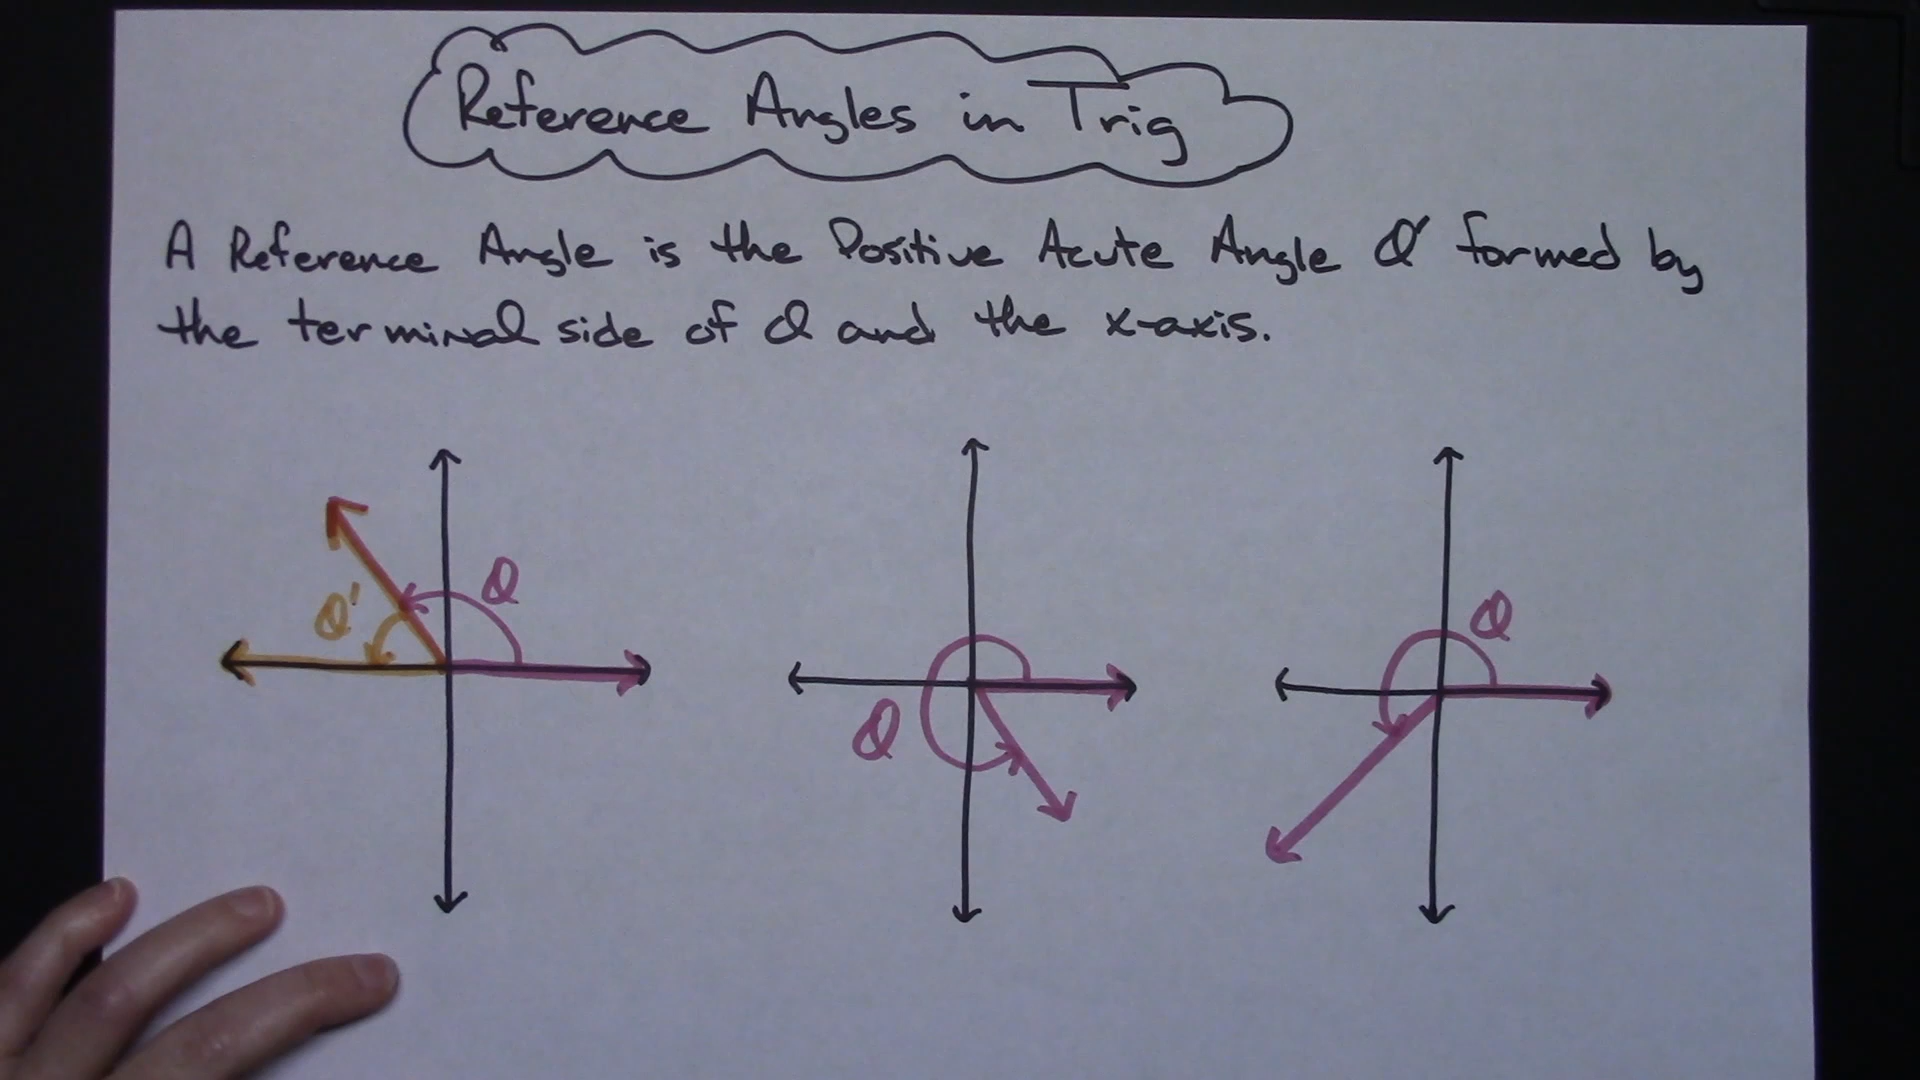 Reference Angles in Trig
A Reference Angle is the Positive Acute Angle θ' formed by
the terminal side of θ and the x-axis.
θ'
θ
θ
θ